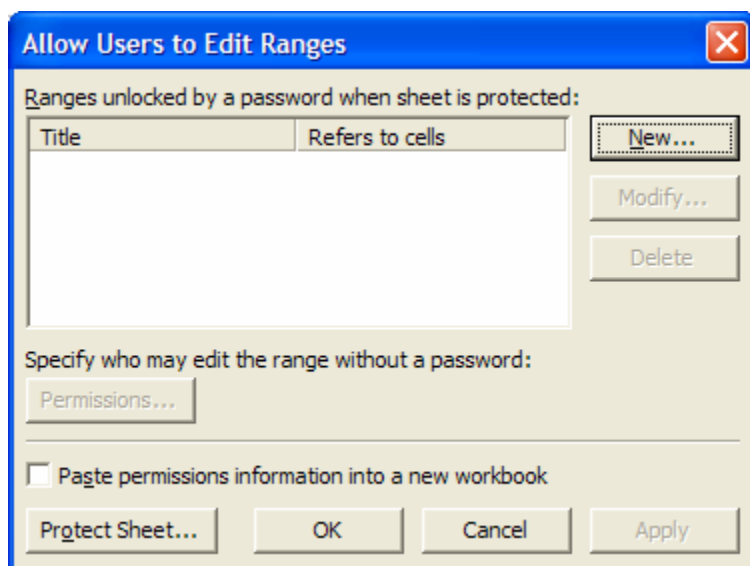 Allow Users to Edit Ranges
Ranges unlocked by a password when sheet is protected:
Title Refers to cells
New...
Modify...
Delete
Specify who may edit the range without a password:
Permissions...
Paste permissions information into a new workbook
Protect Sheet... OK Cancel Apply